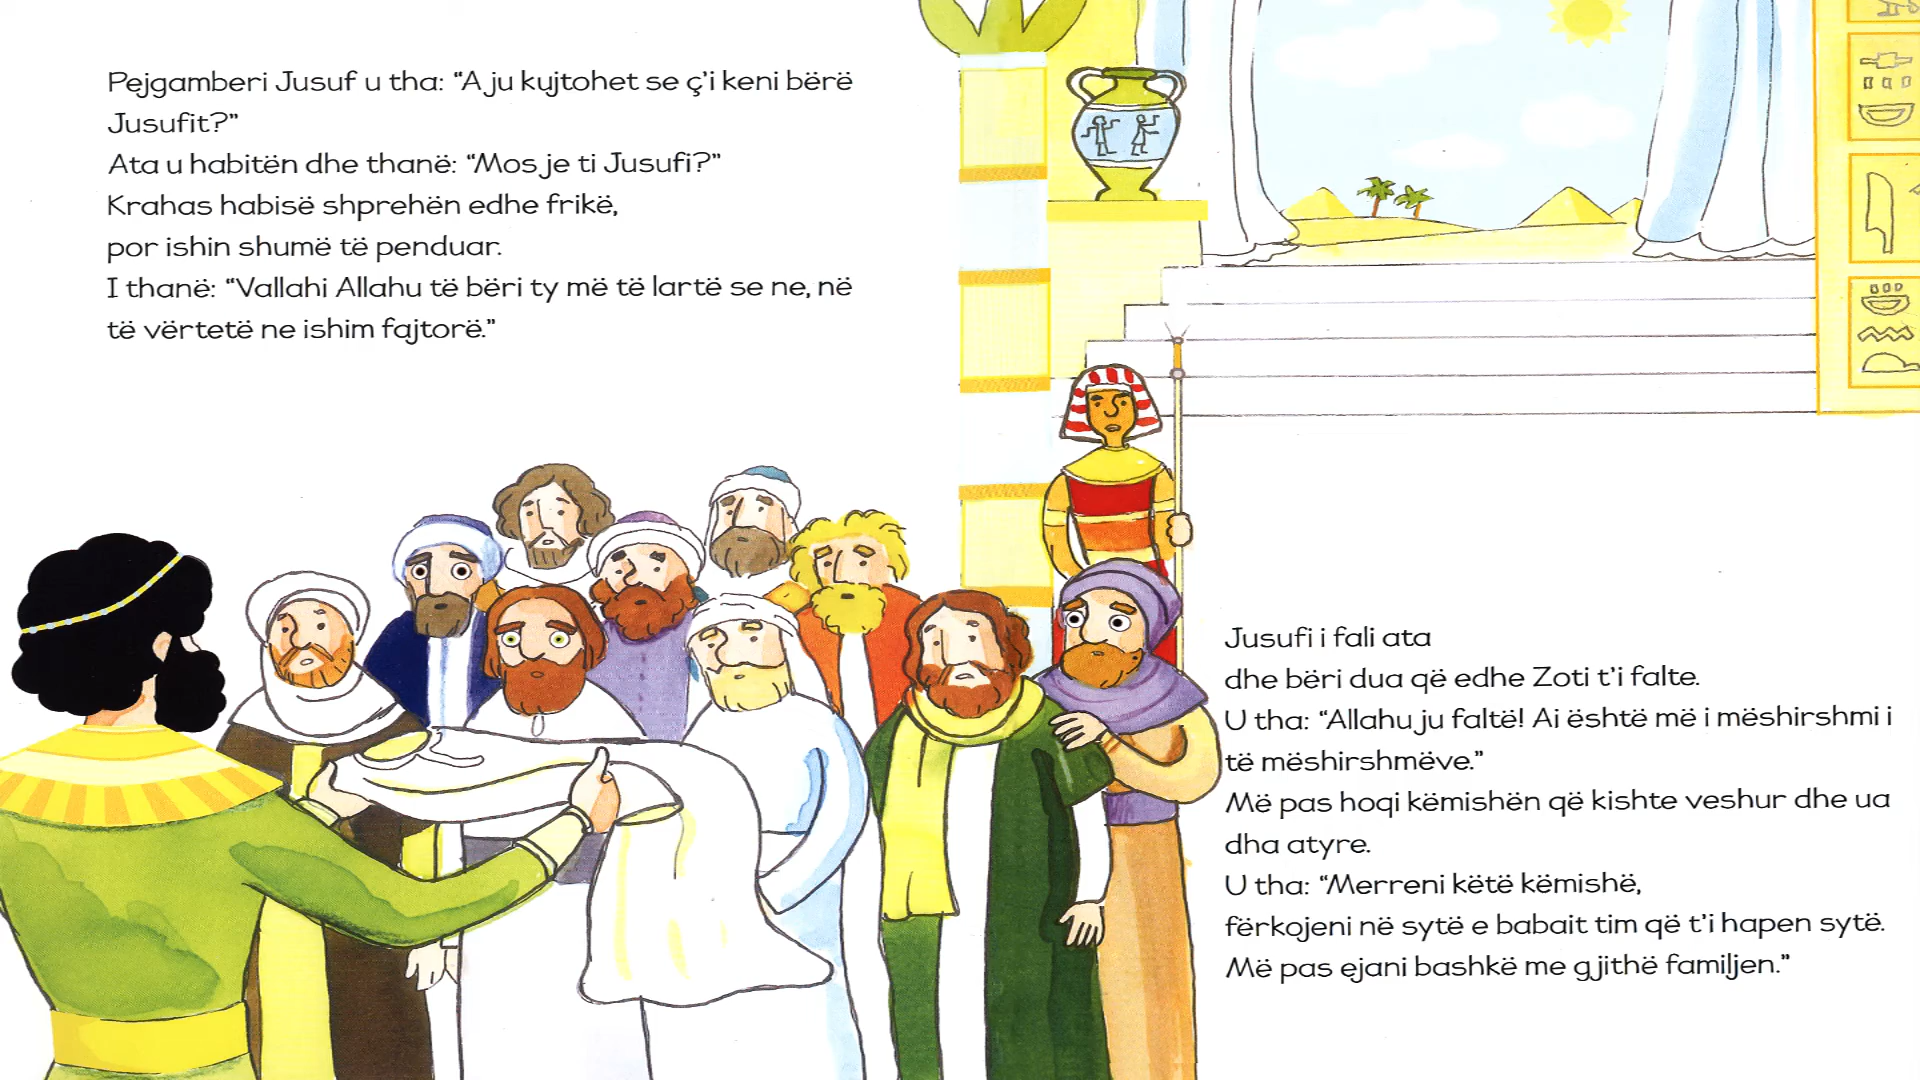 Pejgamberi Jusuf u tha: “A ju kujtohet se ç’i keni bërë
Jusufit?”
Ata u habitën dhe thanë: “Mos je ti Jusufi?”
Krahas habisë shprehën edhe frikë,
por ishin shumë të penduar.
I thanë: “Vallahi Allahu të bëri ty më të lartë se ne, në
të vërtetë ne ishim fajtorë.”
Jusufi i fali ata
dhe bëri dua që edhe Zoti t’i falte.
U tha: “Allahu ju faltë! Ai është më i mëshirshmi i
të mëshirshmëve.”
Më pas hoqi këmishën që kishte veshur dhe ua
dha atyre.
U tha: “Merreni këtë këmishë,
fërkojeni në sytë e babait tim që t’i hapen sytë.
Më pas ejani bashkë me gjithë familjen.”